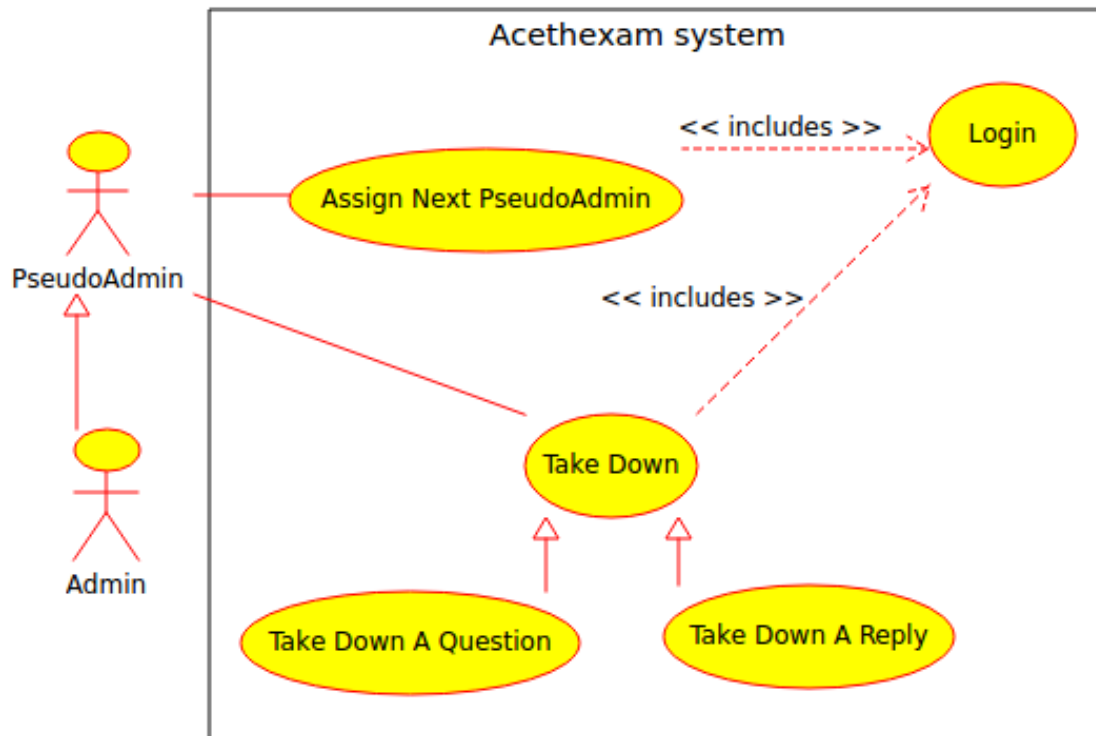 Acethexam system
<< includes >>
Login
Assign Next PseudoAdmin
PseudoAdmin
<< includes >>
Take Down
Admin
Take Down A Question
Take Down A Reply